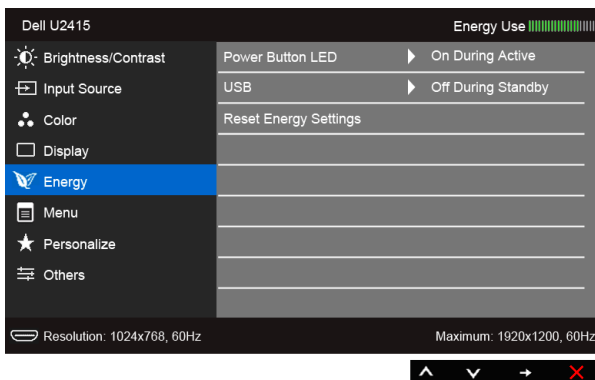 Dell U2415
Energy Use
Brightness/Contrast
Power Button LED
On During Active
Input Source
USB
Off During Standby
Color
Reset Energy Settings
Display
Energy
Menu
Personalize
Others
Resolution: 1024x768, 60Hz
Maximum: 1920x1200, 60Hz